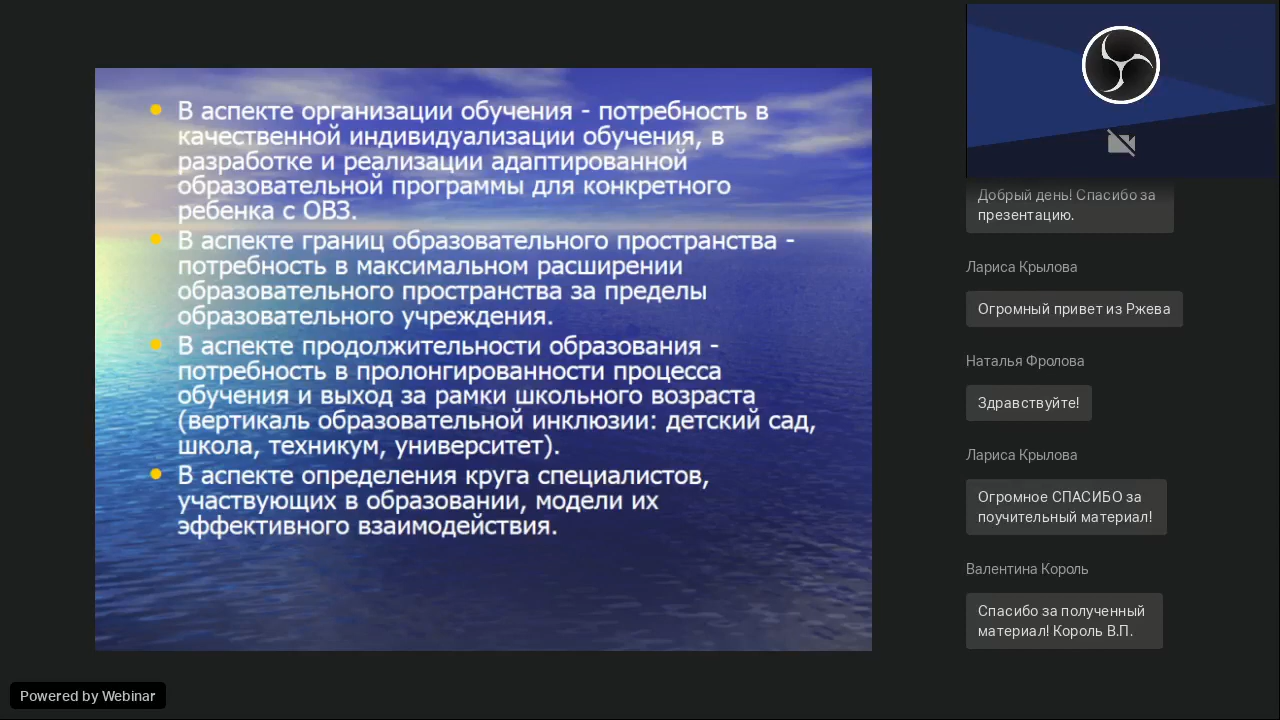 В аспекте организации обучения - потребность в
качественной индивидуализации обучения, в
разработке и реализации адаптированной
образовательной программы для конкретного
ребенка с ОВЗ.
В аспекте границ образовательного пространства -
потребность в максимальном расширении
образовательного пространства за пределы
образовательного учреждения.
В аспекте продолжительности образования -
потребность в пролонгированности процесса
обучения и выход за рамки школьного возраста
(вертикаль образовательной инклюзии: детский сад,
школа, техникум, университет).
В аспекте определения круга специалистов,
участвующих в образовании, модели их
эффективного взаимодействия.
Добрый день! Спасибо за
презентацию.
Лариса Крылова
Огромный привет из Ржева
Наталья Фролова
Здравствуйте!
Лариса Крылова
Огромное СПАСИБО за
поучительный материал!
Валентина Король
Спасибо за полученный
материал! Король В.П.
Powered by Webinar